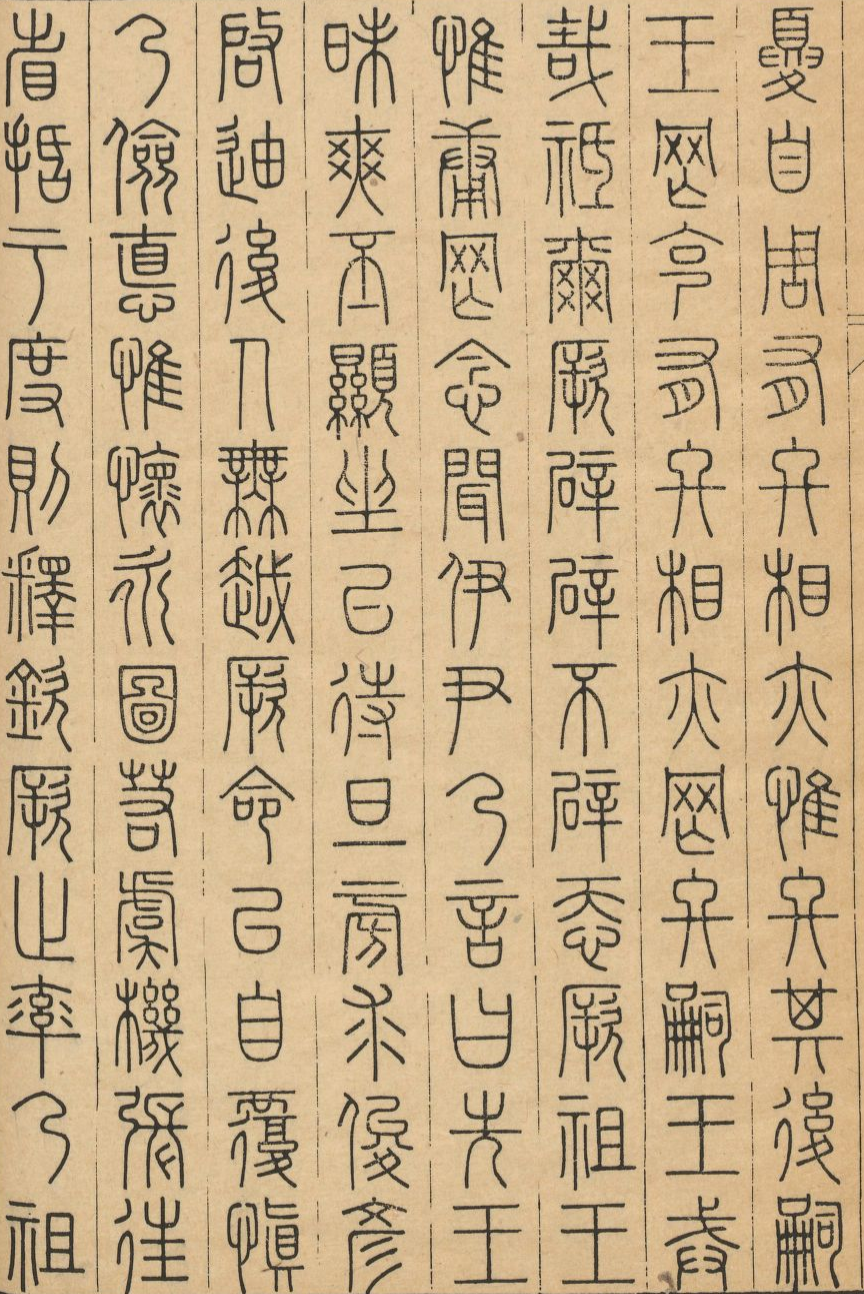 夏自周有終相亦惟終其後嗣
王罔克有終相亦罔終嗣王戒
哉祗爾厥辟辟不辟忝厥祖王
惟庸罔念聞伊尹乃言曰先王
昧爽丕顯坐以待旦旁求俊彥
啓迪後人無越厥命以自覆慎
乃儉悳惟懷永圖若虞機張往
省括于度則釋欽厥止率乃祖